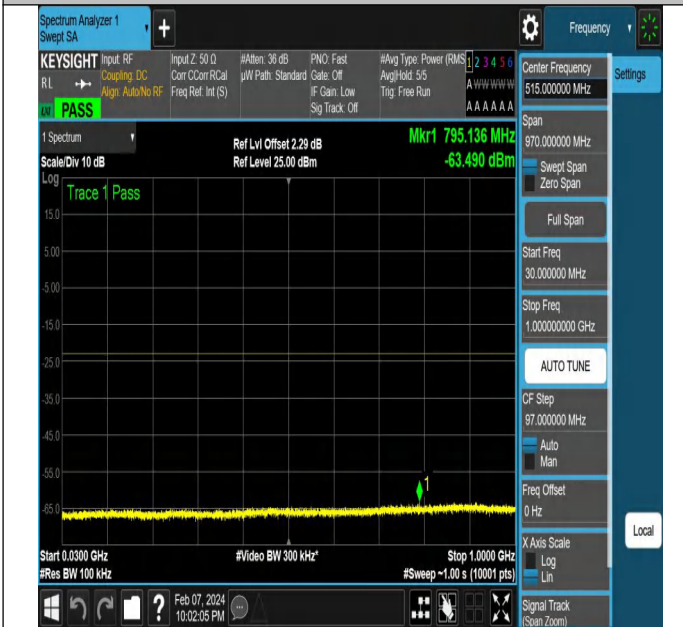 Spectrum Analyzer 1
Swept SA
Frequency
KEYSIGHT
RL
PASS
Input: RF
Coupling: DC
Align: Auto/No RF
Input Z: 50 Ω
Corr CCorr RCal
Freq Ref: Int (S)
#Atten: 36 dB
µW Path: Standard
PNO: Fast
Gate: Off
IF Gain: Low
Sig Track: Off
#Avg Type: Power (RMS
Avg|Hold: 5/5
Trig: Free Run
1 2 3 4 5 6
A W W W W W
A A A A A A
1 Spectrum
Scale/Div 10 dB
Ref Lvl Offset 2.29 dB
Ref Level 25.00 dBm
Mkr1 795.136 MHz
-63.490 dBm
Log
Trace 1 Pass
15.0
5.00
-5.00
-15.0
-25.0
-35.0
-45.0
-55.0
-65.0
1
Start 0.0300 GHz
#Res BW 100 kHz
#Video BW 300 kHz*
Stop 1.0000 GHz
#Sweep ~1.00 s (10001 pts)
Feb 07, 2024
10:02:05 PM
Center Frequency
515.000000 MHz
Span
970.000000 MHz
Swept Span
Zero Span
Full Span
Start Freq
30.000000 MHz
Stop Freq
1.000000000 GHz
AUTO TUNE
CF Step
97.000000 MHz
Auto
Man
Freq Offset
0 Hz
X Axis Scale
Log
Lin
Signal Track
(Span Zoom)
Settings
Local